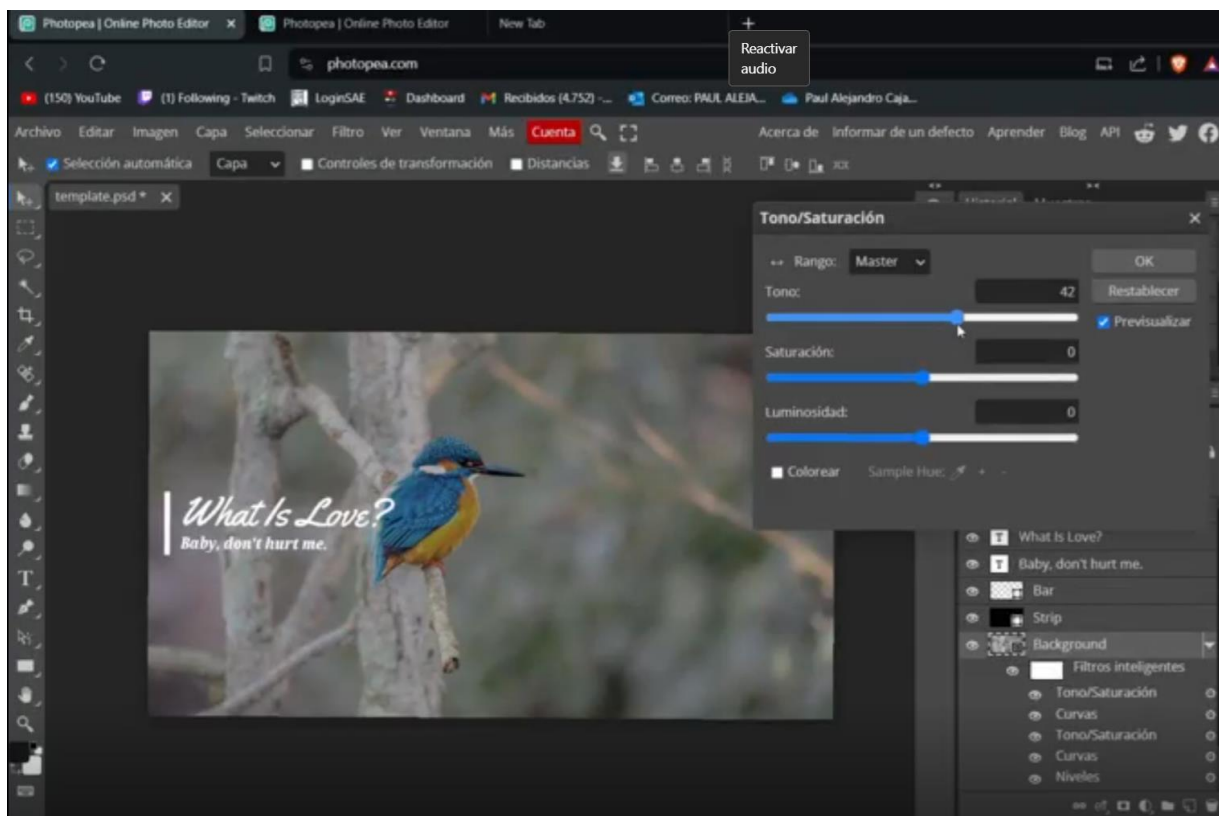 Photopea | Online Photo Editor
Photopea | Online Photo Editor
New Tab
Reactivar
audio
photopea.com
(150) YouTube
(1) Following - Twitch
LoginSAE
Dashboard
Recibidos (4.752) -...
Correo: PAUL ALEJA...
Paul Alejandro Caja...
Archivo Editar Imagen Capa Seleccionar Filtro Ver Ventana Más Cuenta
Acerca de Informar de un defecto Aprender Blog API
Selección automática Capa Controles de transformación Distancias
template.psd *
Tono/Saturación
Rango: Master
OK
Tono: 42
Restablecer
Previsualizar
Saturación: 0
Luminosidad: 0
Colorear Sample Hue: + -
What Is Love?
Baby, don't hurt me.
What Is Love?
Baby, don't hurt me.
Bar
Strip
Background
Filtros inteligentes
Tono/Saturación
Curvas
Tono/Saturación
Curvas
Niveles